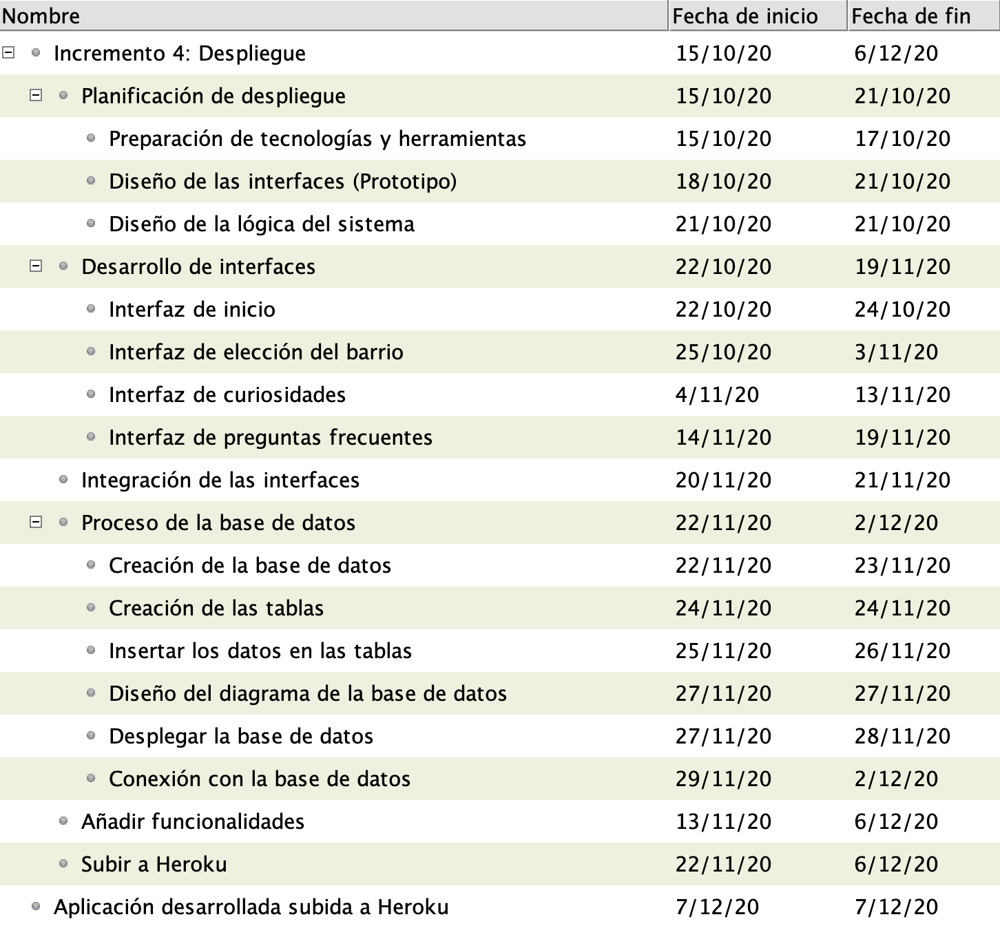 Nombre Fecha de inicio Fecha de fin
Incremento 4: Despliegue 15/10/20 6/12/20
Planificación de despliegue 15/10/20 21/10/20
Preparación de tecnologías y herramientas 15/10/20 17/10/20
Diseño de las interfaces (Prototipo) 18/10/20 21/10/20
Diseño de la lógica del sistema 21/10/20 21/10/20
Desarrollo de interfaces 22/10/20 19/11/20
Interfaz de inicio 22/10/20 24/10/20
Interfaz de elección del barrio 25/10/20 3/11/20
Interfaz de curiosidades 4/11/20 13/11/20
Interfaz de preguntas frecuentes 14/11/20 19/11/20
Integración de las interfaces 20/11/20 21/11/20
Proceso de la base de datos 22/11/20 2/12/20
Creación de la base de datos 22/11/20 23/11/20
Creación de las tablas 24/11/20 24/11/20
Insertar los datos en las tablas 25/11/20 26/11/20
Diseño del diagrama de la base de datos 27/11/20 27/11/20
Desplegar la base de datos 27/11/20 28/11/20
Conexión con la base de datos 29/11/20 2/12/20
Añadir funcionalidades 13/11/20 6/12/20
Subir a Heroku 22/11/20 6/12/20
Aplicación desarrollada subida a Heroku 7/12/20 7/12/20